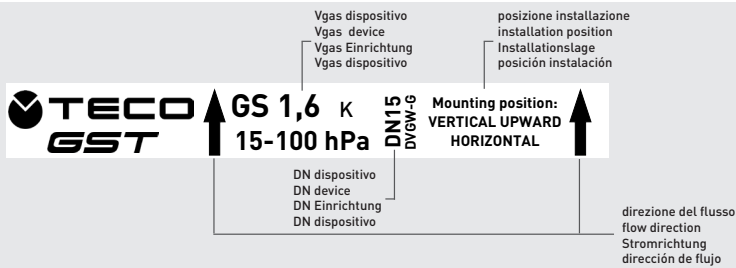 Vgas dispositivo
Vgas device
Vgas Einrichtung
Vgas dispositivo
posizione installazione
installation position
Installationslage
posición instalación
TECO
GST
GS 1,6 K
15-100 hPa
DN15
DVGW-G
Mounting position:
VERTICAL UPWARD
HORIZONTAL
DN dispositivo
DN device
DN Einrichtung
DN dispositivo
direzione del flusso
flow direction
Stromrichtung
dirección de flujo